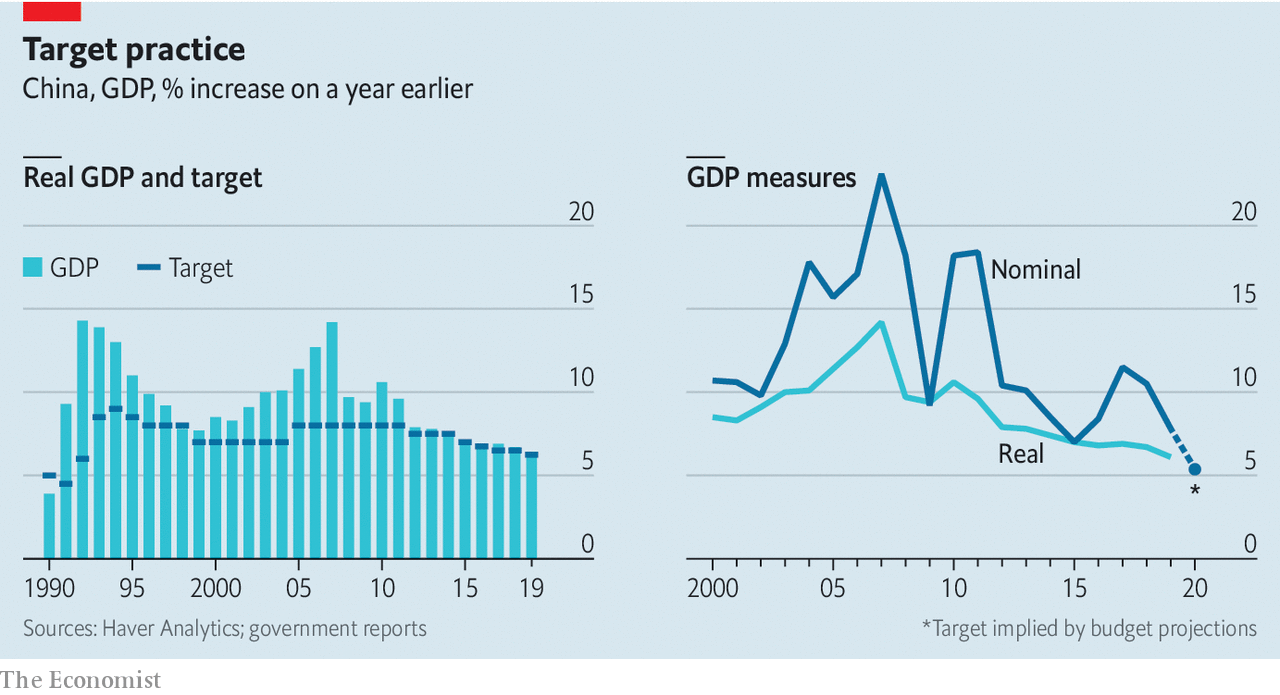 Target practice
China, GDP, % increase on a year earlier
Real GDP and target
20
GDP
Target
15
10
5
0
1990 95 2000 05 10 15 19
Sources: Haver Analytics; government reports
GDP measures
20
Nominal
15
10
Real
5
*
0
2000 05 10 15 20
*Target implied by budget projections
The Economist